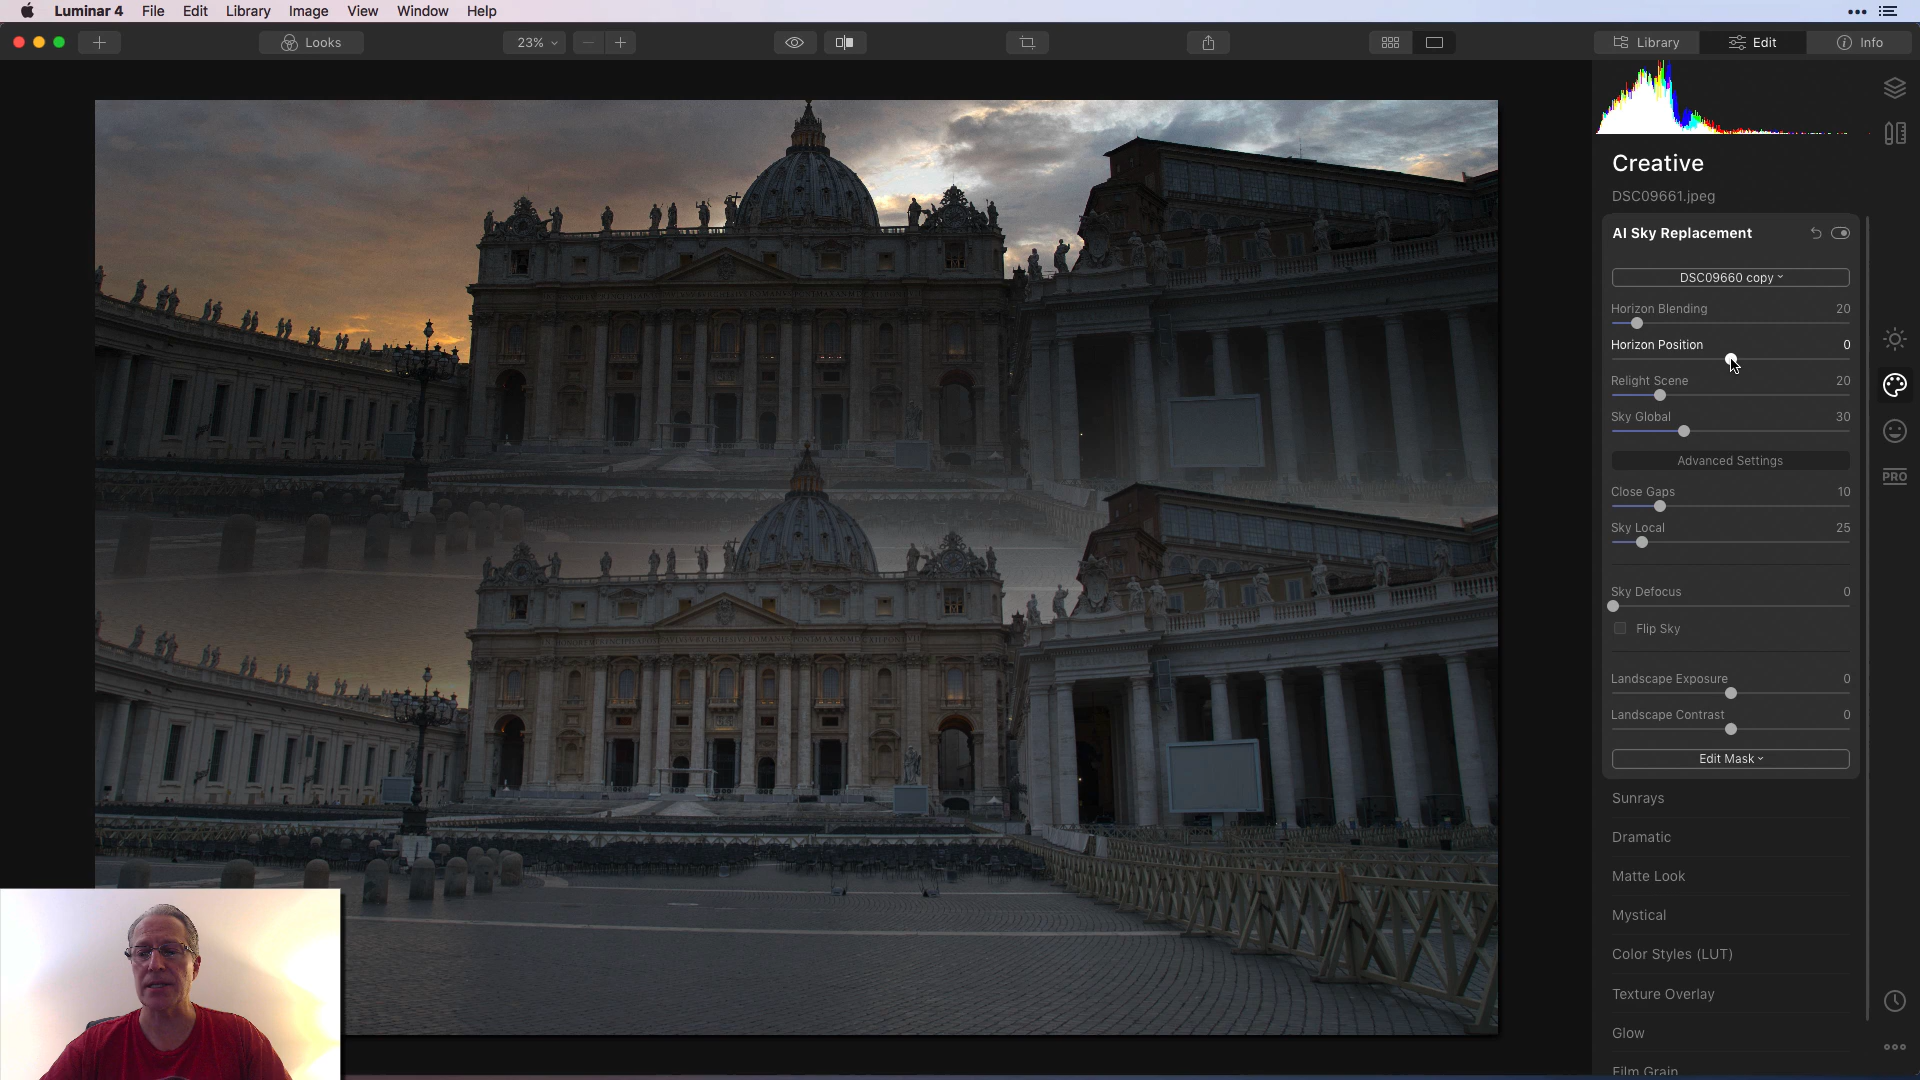 Luminar 4 File Edit Library Image View Window Help
Looks 23% Library Edit Info
Creative
DSC09661.jpeg
AI Sky Replacement
DSC09660 copy
Horizon Blending 20
Horizon Position 0
Relight Scene 20
Sky Global 30
Advanced Settings
Close Gaps 10
Sky Local 25
Sky Defocus 0
Flip Sky
Landscape Exposure 0
Landscape Contrast 0
Edit Mask
Sunrays
Dramatic
Matte Look
Mystical
Color Styles (LUT)
Texture Overlay
Glow
Film Grain
PRO